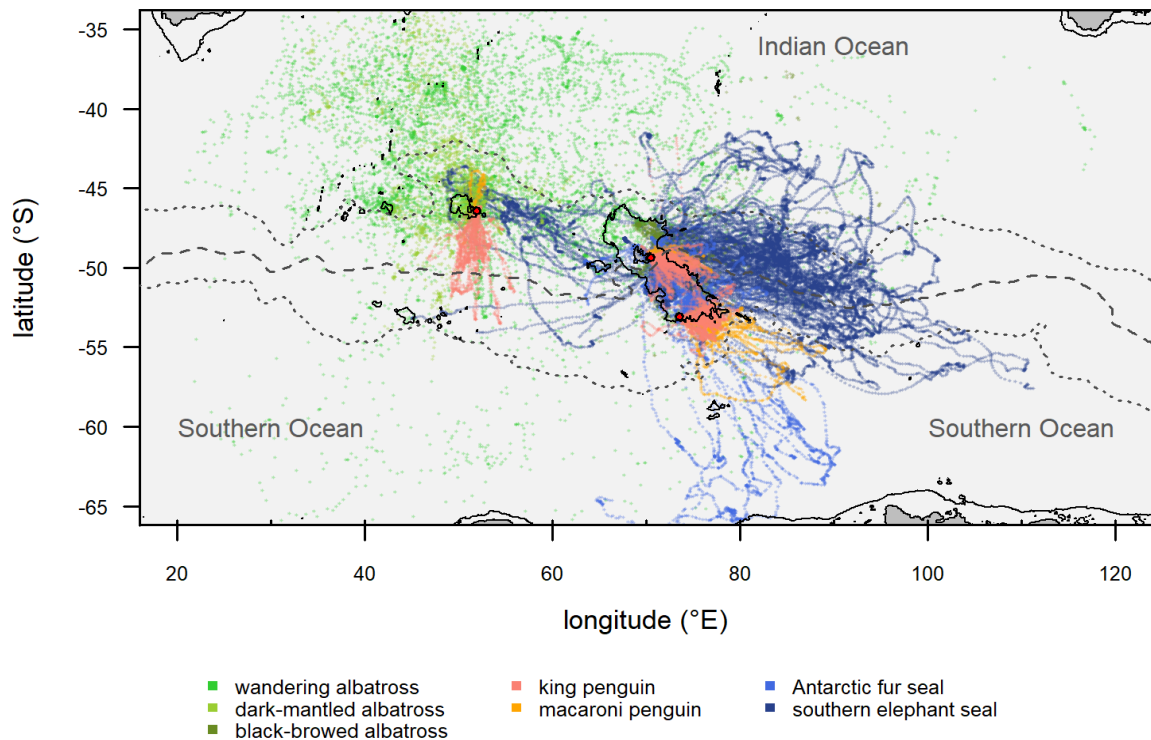 -35
-40
-45
-50
-55
-60
-65
latitude (°S)
Indian Ocean
Southern Ocean
Southern Ocean
20
40
60
80
100
120
longitude (°E)
wandering albatross
dark-mantled albatross
black-browed albatross
king penguin
macaroni penguin
Antarctic fur seal
southern elephant seal